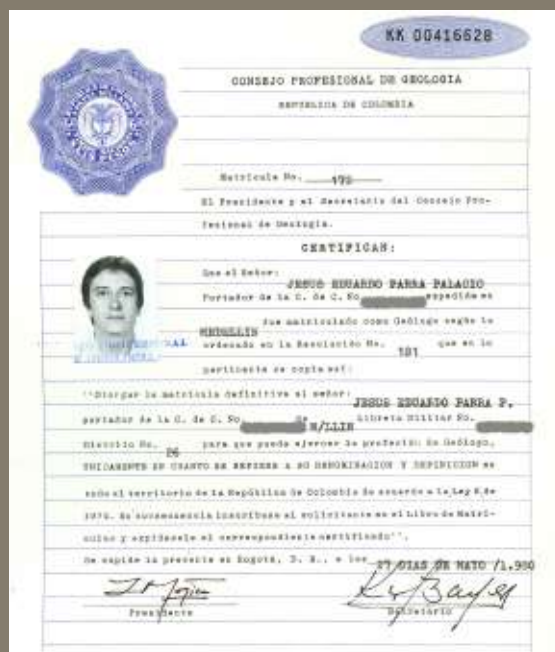 KK 00416628
CONSEJO PROFESIONAL DE GEOLOGIA
REPUBLICA DE COLOMBIA
Matricula No. 172
El Presidente y el Secretario del Consejo Pro-
fesional de Geología.
CERTIFICAN:
Que el Señor:
JESUS EDUARDO PARRA PALACIO
Portador de la C. de C. No. expedida en
MEDELLIN fue matriculado como Geólogo según lo
ordenado en la Resolución No. 181 que en lo
pertinente se copia así:
''Otorgar la matrícula definitiva al señor: JESUS EDUARDO PARRA P.
portador de la C. de C. No. de M/LLIN Libreta Militar No.
Distrito No. 26 para que pueda ejercer la profesión de Geólogo,
UNICAMENTE EN CUANTO SE REFIERE A SU DENOMINACION Y DEFINICION en
todo el territorio de la República de Colombia de acuerdo a la Ley 9 de
1974. En consecuencia inscríbase al solicitante en el Libro de Matrí-
culas y expídasele el correspondiente certificado''.
Se expide la presente en Bogotá, D. E., a los 27 DIAS DE MAYO /1.980
Presidente
Secretario